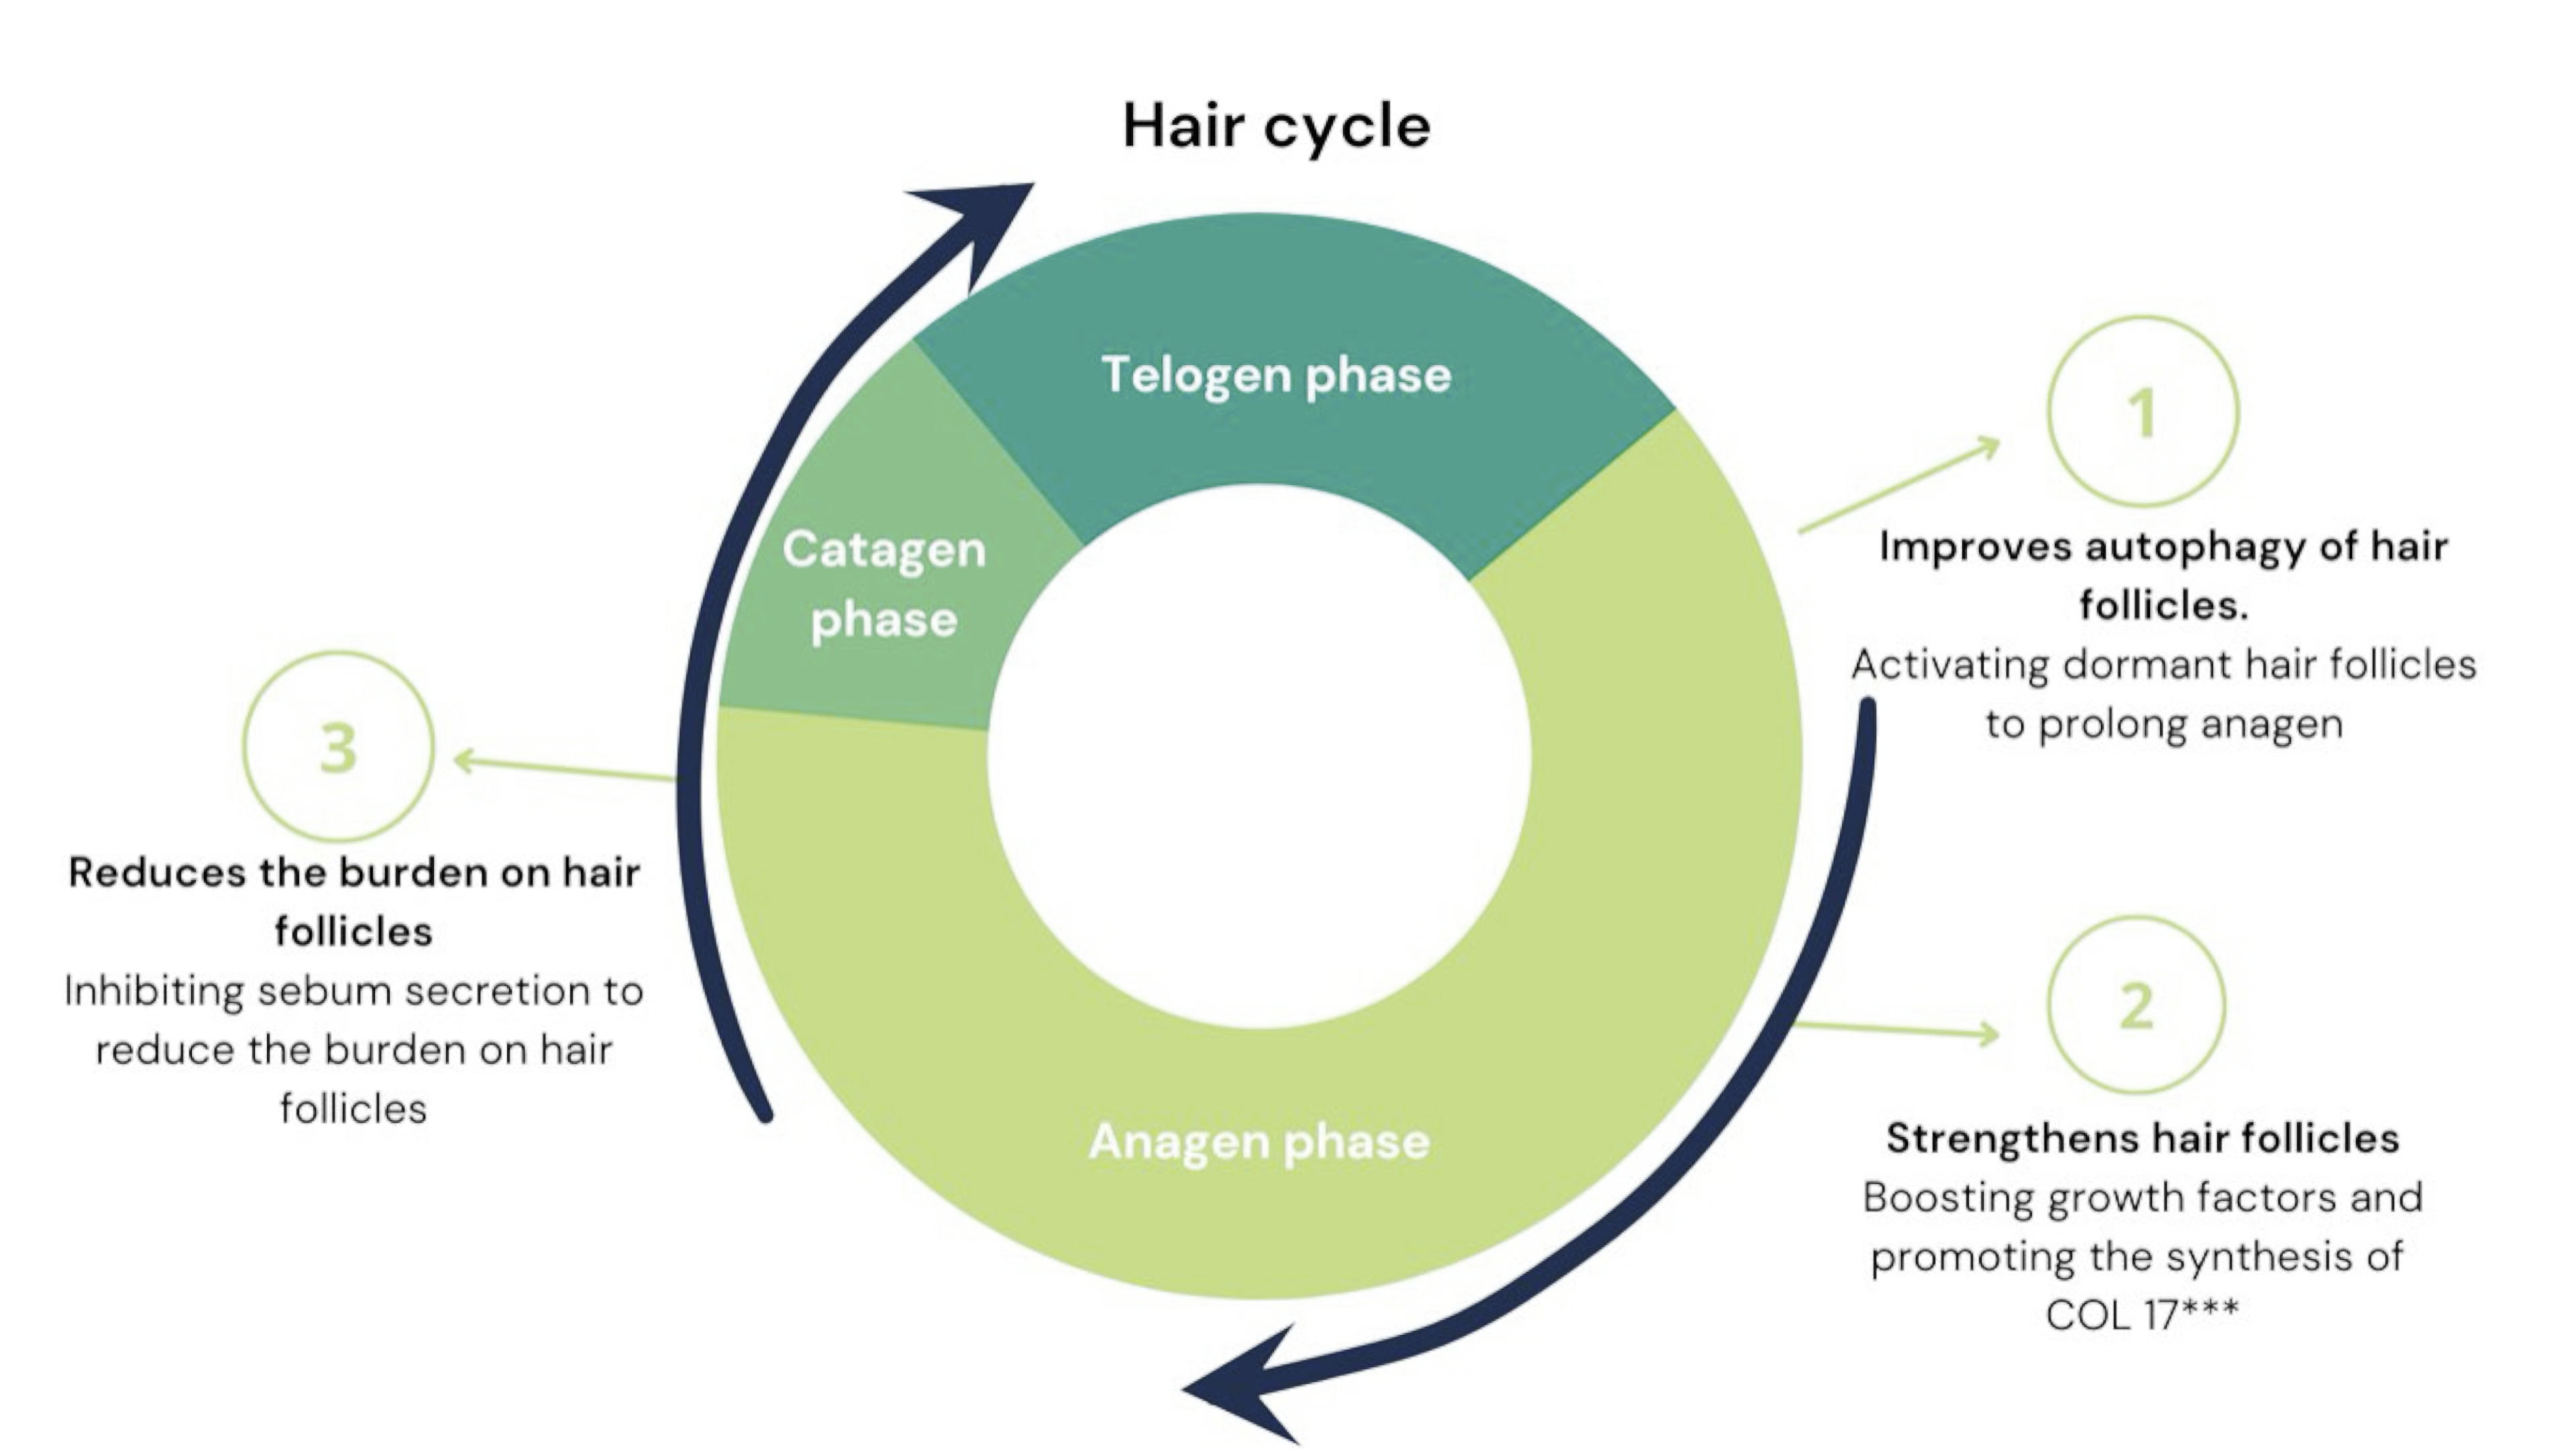 Hair cycle
Telogen phase
Catagen
phase
Anagen phase
1
Improves autophagy of hair
follicles.
Activating dormant hair follicles
to prolong anagen
2
Strengthens hair follicles
Boosting growth factors and
promoting the synthesis of
COL 17***
3
Reduces the burden on hair
follicles
Inhibiting sebum secretion to
reduce the burden on hair
follicles